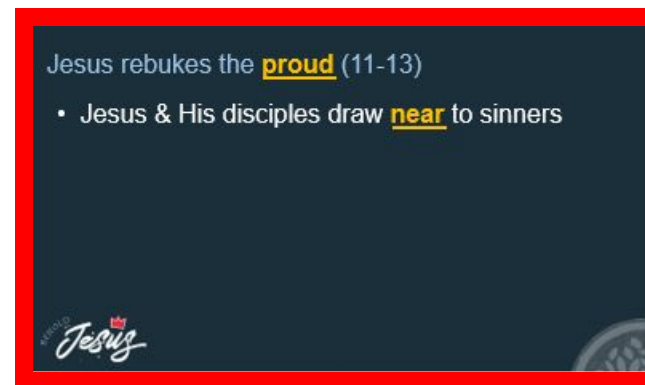 Jesus rebukes the proud (11-13)
• Jesus & His disciples draw near to sinners
BEHOLD
Jesus